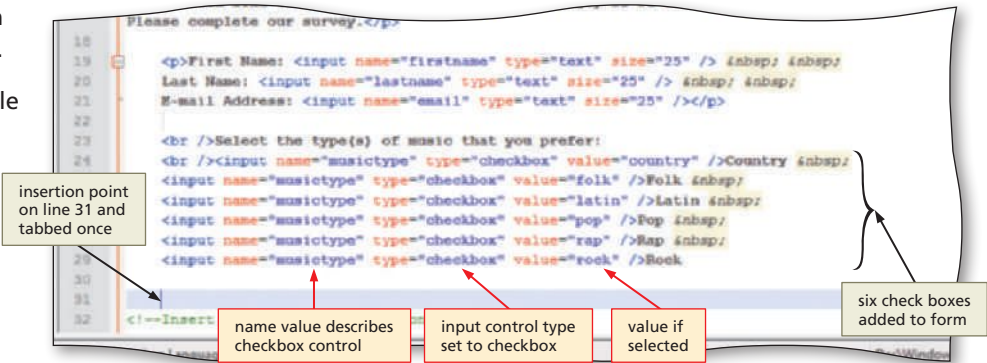 le
Please complete our survey.</p>
18
19 <p>First Name: <input name="firstname" type="text" size="25" /> &nbsp; &nbsp;
20 Last Name: <input name="lastname" type="text" size="25" /> &nbsp; &nbsp;
21 E-mail Address: <input name="email" type="text" size="25" /></p>
22
23 <br />Select the type(s) of music that you prefer:
24 <br /><input name="musictype" type="checkbox" value="country" />Country &nbsp;
<input name="musictype" type="checkbox" value="folk" />Folk &nbsp;
<input name="musictype" type="checkbox" value="latin" />Latin &nbsp;
<input name="musictype" type="checkbox" value="pop" />Pop &nbsp;
<input name="musictype" type="checkbox" value="rap" />Rap &nbsp;
29 <input name="musictype" type="checkbox" value="rock" />Rock
30
31
32 <!--Insert
insertion point
on line 31 and
tabbed once
name value describes
checkbox control
input control type
set to checkbox
value if
selected
six check boxes
added to form